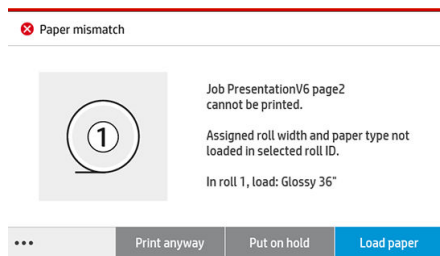 Paper mismatch
Job PresentationV6 page2
cannot be printed.
Assigned roll width and paper type not
loaded in selected roll ID.
In roll 1, load: Glossy 36"
1
Print anyway
Put on hold
Load paper